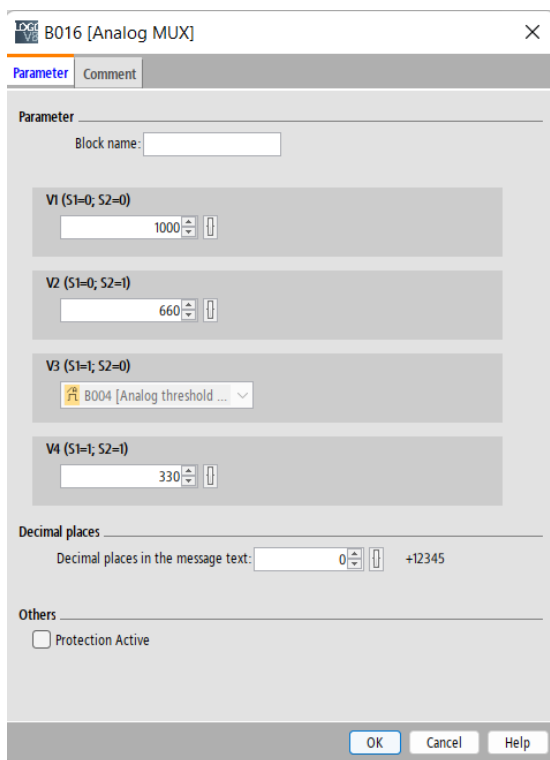 LOGO V8 B016 [Analog MUX]
Parameter Comment
Parameter
Block name:
V1 (S1=0; S2=0)
1000
V2 (S1=0; S2=1)
660
V3 (S1=1; S2=0)
B004 [Analog threshold ...
V4 (S1=1; S2=1)
330
Decimal places
Decimal places in the message text: 0 +12345
Others
Protection Active
OK Cancel Help